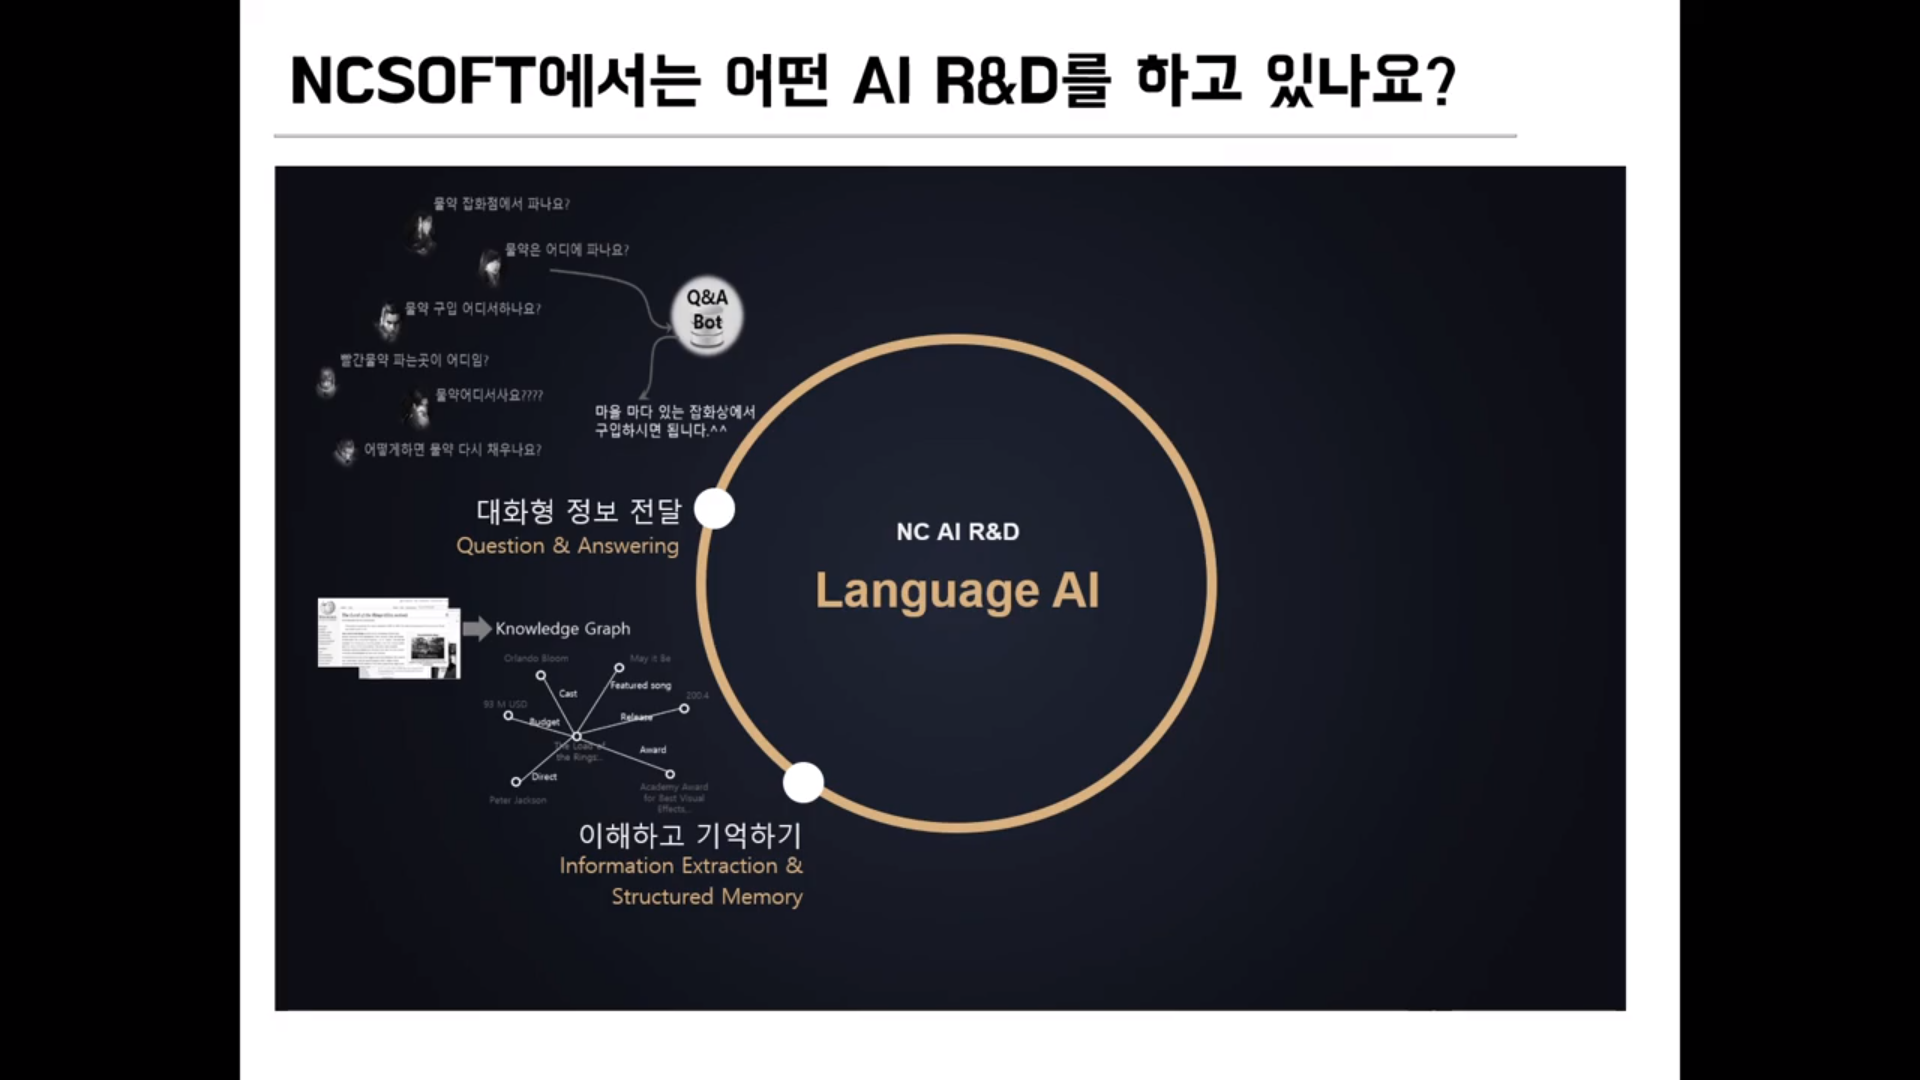 NCSOFT에서는 어떤 AI R&D를 하고 있나요?
물약 잡화점에서 파나요?
물약은 어디에 파나요?
Q&A
Bot
물약 구입 어디서하나요?
빨간물약 파는곳이 어디임?
물약어디서사요????
마을 마다 있는 잡화상에서
구입하시면 됩니다.^^
어떻게하면 물약 다시 채우나요?
대화형 정보 전달
Question & Answering
NC AI R&D
Language AI
Knowledge Graph
Orlando Bloom
May it Be
Cast
Featured song
93 M USD
200.4
Budget
Release
The Load of
the Rings...
Award
Direct
Peter Jackson
Academy Award
for Best Visual
Effects...
이해하고 기억하기
Information Extraction &
Structured Memory